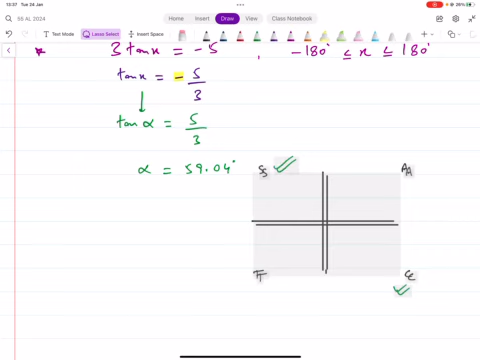 13:37 Tue 24 Jan
26%
S6 AL 2024
Home Insert Draw View Class Notebook
Text Mode Lasso Select Insert Space
* 3 tan x = -5 , -180° ≤ x ≤ 180°
tan x = - 5/3
↓
tan α = 5/3
α = 59.04°
S ✓ A
T C ✓